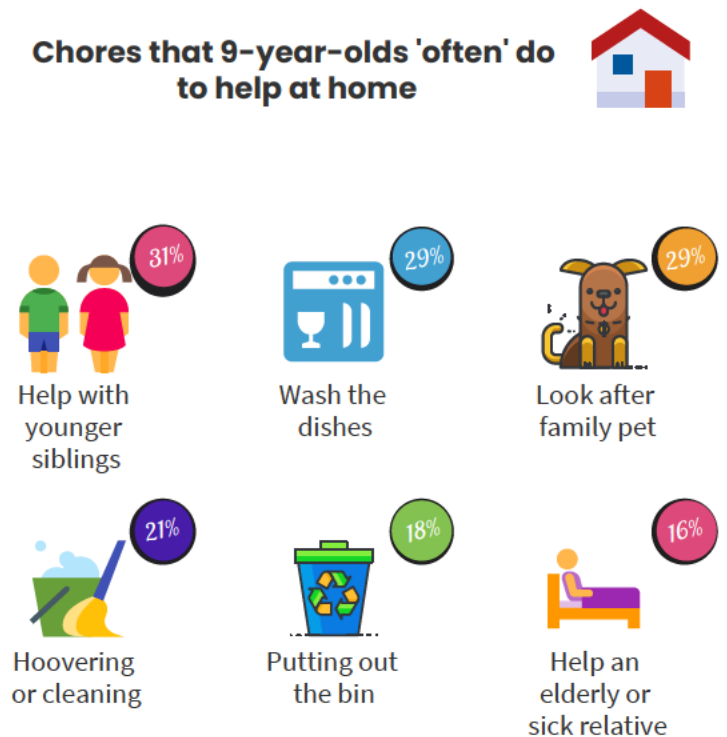 Chores that 9-year-olds 'often' do
to help at home
31%
Help with
younger
siblings
29%
Wash the
dishes
29%
Look after
family pet
21%
Hoovering
or cleaning
18%
Putting out
the bin
16%
Help an
elderly or
sick relative